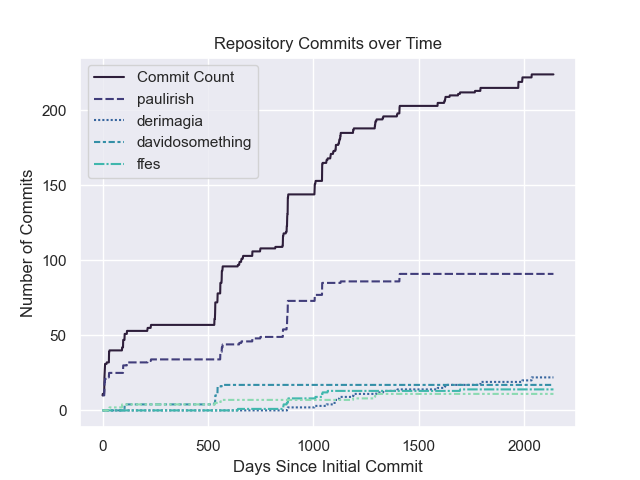 Repository Commits over Time
Commit Count
paulirish
derimagia
davidosomething
ffes
Number of Commits
200
150
100
50
0
0 500 1000 1500 2000
Days Since Initial Commit